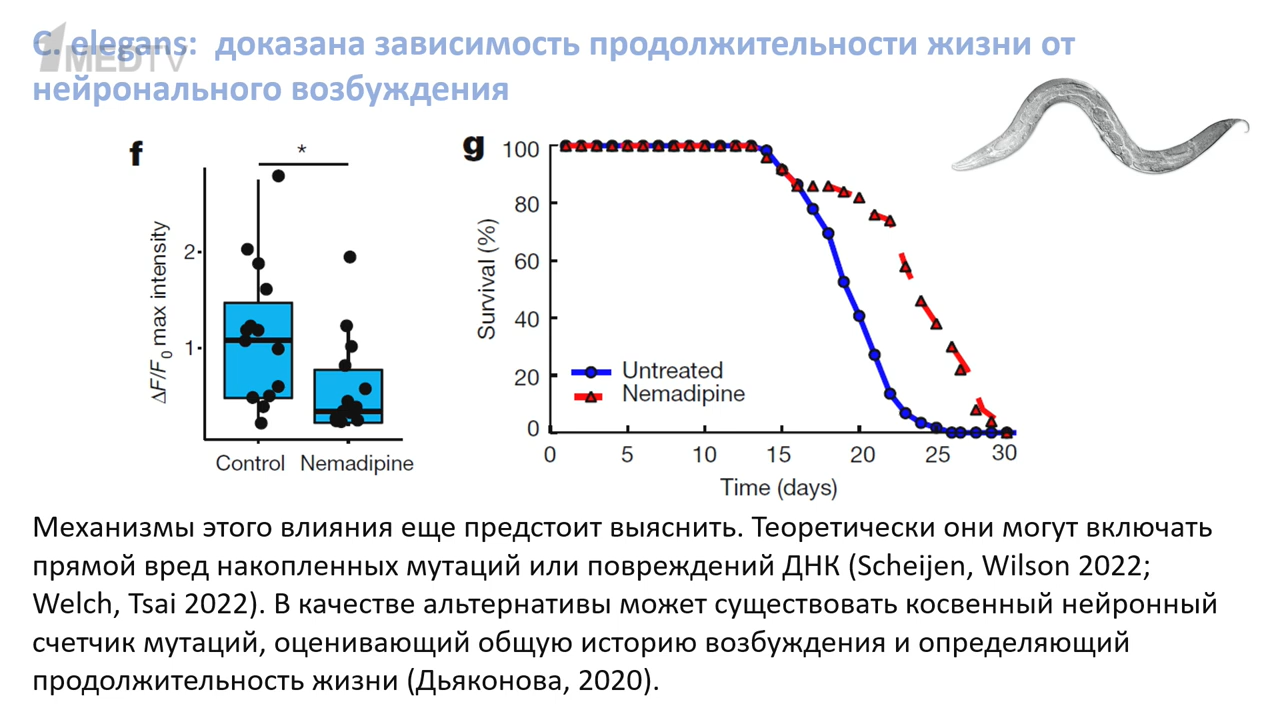 C. elegans: доказана зависимость продолжительности жизни от
нейронального возбуждения
1MEDTV
f
*
ΔF/F0 max intensity
2
1
Control Nemadipine
g
Survival (%)
100
80
60
40
20
0
Untreated
Nemadipine
0 5 10 15 20 25 30
Time (days)
Механизмы этого влияния еще предстоит выяснить. Теоретически они могут включать
прямой вред накопленных мутаций или повреждений ДНК (Scheijen, Wilson 2022;
Welch, Tsai 2022). В качестве альтернативы может существовать косвенный нейронный
счетчик мутаций, оценивающий общую историю возбуждения и определяющий
продолжительность жизни (Дьяконова, 2020).